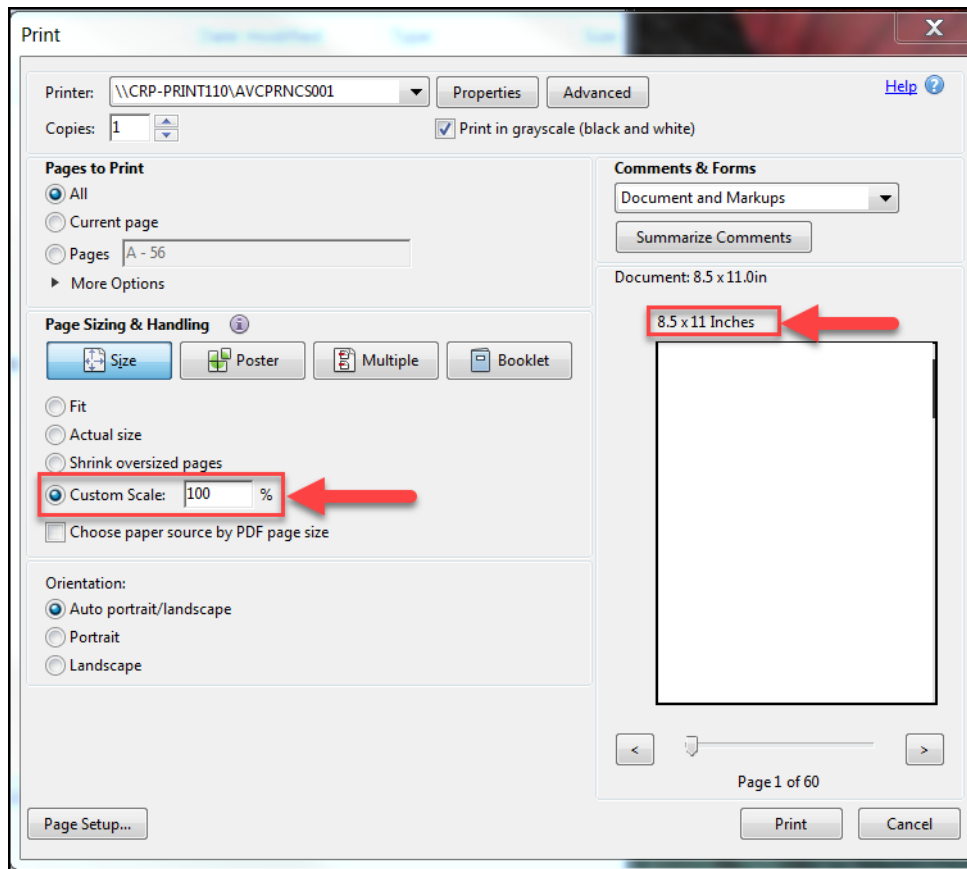 Print
X
Printer: \\CRP-PRINT110\AVCPRNCS001 Properties Advanced Help ?
Copies: 1 Print in grayscale (black and white)
Pages to Print
All
Current page
Pages A - 56
More Options
Page Sizing & Handling i
Size Poster Multiple Booklet
Fit
Actual size
Shrink oversized pages
Custom Scale: 100 %
Choose paper source by PDF page size
Orientation:
Auto portrait/landscape
Portrait
Landscape
Comments & Forms
Document and Markups
Summarize Comments
Document: 8.5 x 11.0in
8.5 x 11 Inches
< >
Page 1 of 60
Page Setup... Print Cancel